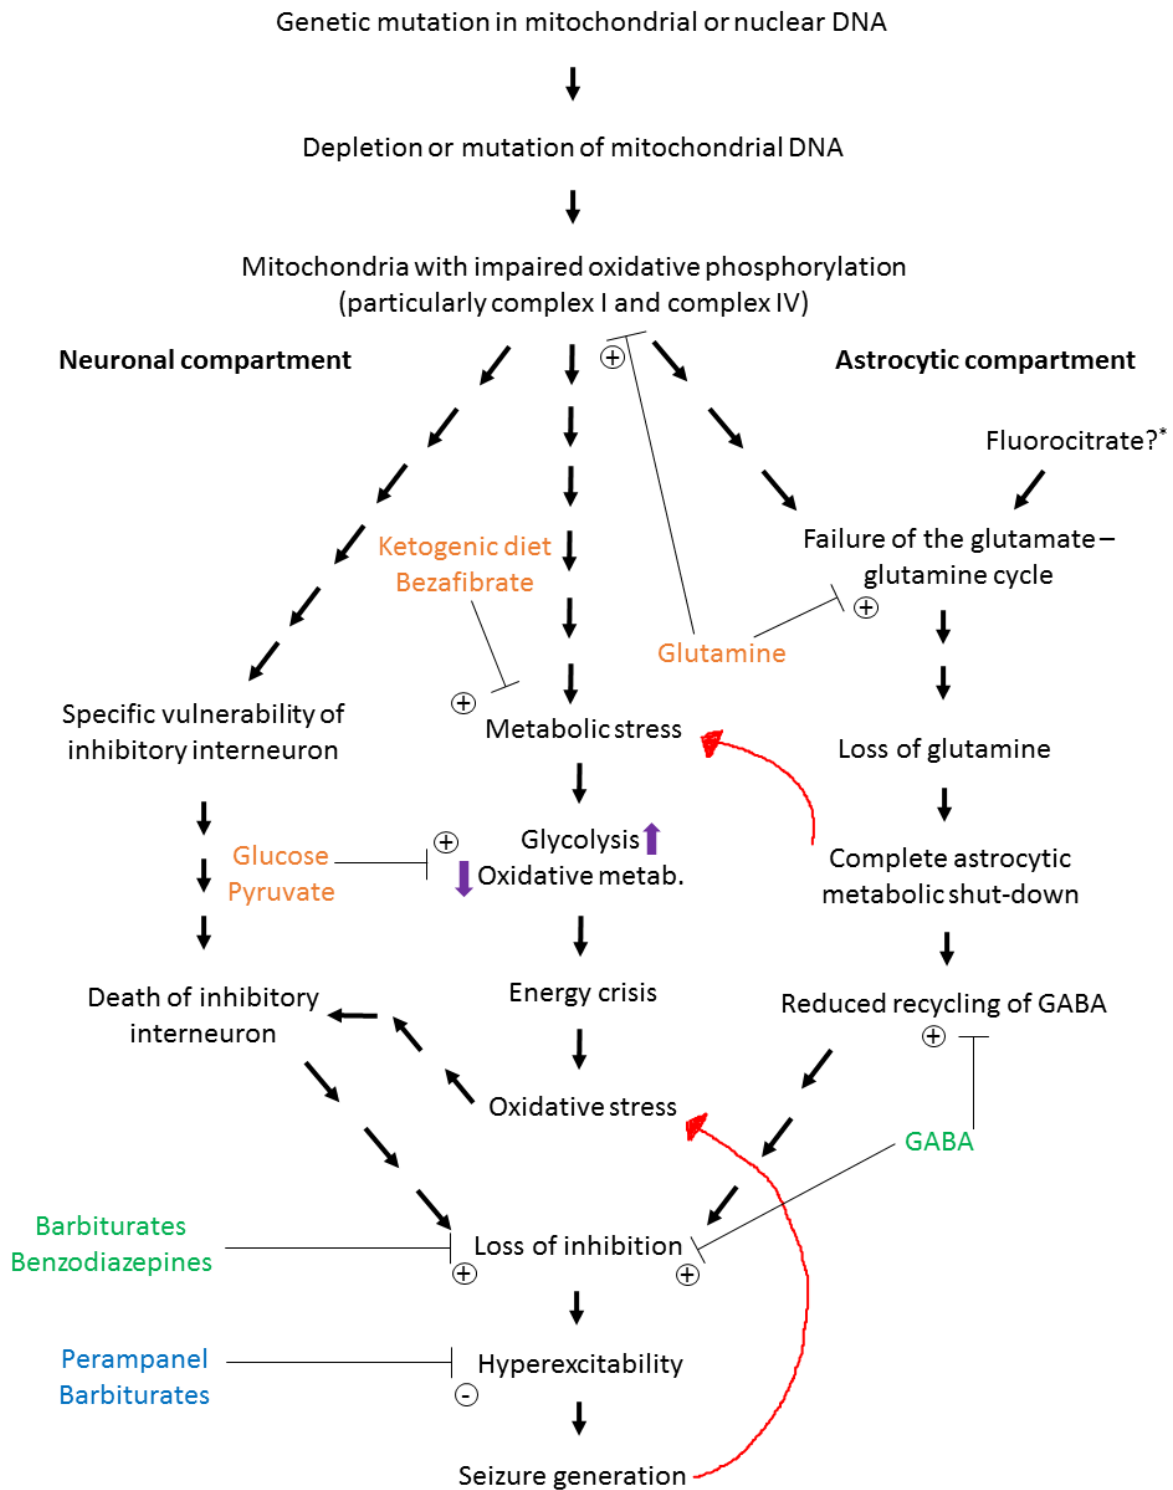 Genetic mutation in mitochondrial or nuclear DNA
Depletion or mutation of mitochondrial DNA
Mitochondria with impaired oxidative phosphorylation
(particularly complex I and complex IV)
Neuronal compartment
+
Astrocytic compartment
Fluorocitrate?*
Ketogenic diet
Bezafibrate
Failure of the glutamate –
glutamine cycle
+
Glutamine
+
Specific vulnerability of
inhibitory interneuron
Metabolic stress
Loss of glutamine
Glucose
Pyruvate
+
Glycolysis
Oxidative metab.
Complete astrocytic
metabolic shut-down
Death of inhibitory
interneuron
Energy crisis
Reduced recycling of GABA
+
Oxidative stress
GABA
Barbiturates
Benzodiazepines
Loss of inhibition
+
+
Perampanel
Barbiturates
Hyperexcitability
-
Seizure generation